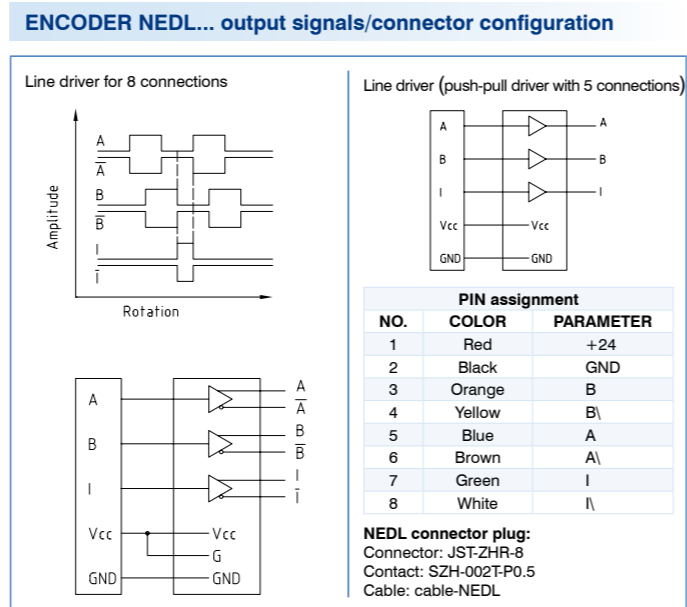 ENCODER NEDL... output signals/connector configuration
Line driver for 8 connections
A
A̅
B
B̅
I
I̅
Amplitude
Rotation
A
B
I
Vcc
GND
Vcc
G
GND
A
A̅
B
B̅
I
I̅
Line driver (push-pull driver with 5 connections)
A
B
I
Vcc
GND
Vcc
GND
A
B
I
PIN assignment
NO. COLOR PARAMETER
1 Red +24
2 Black GND
3 Orange B
4 Yellow B\
5 Blue A
6 Brown A\
7 Green I
8 White I\
NEDL connector plug:
Connector: JST-ZHR-8
Contact: SZH-002T-P0.5
Cable: cable-NEDL